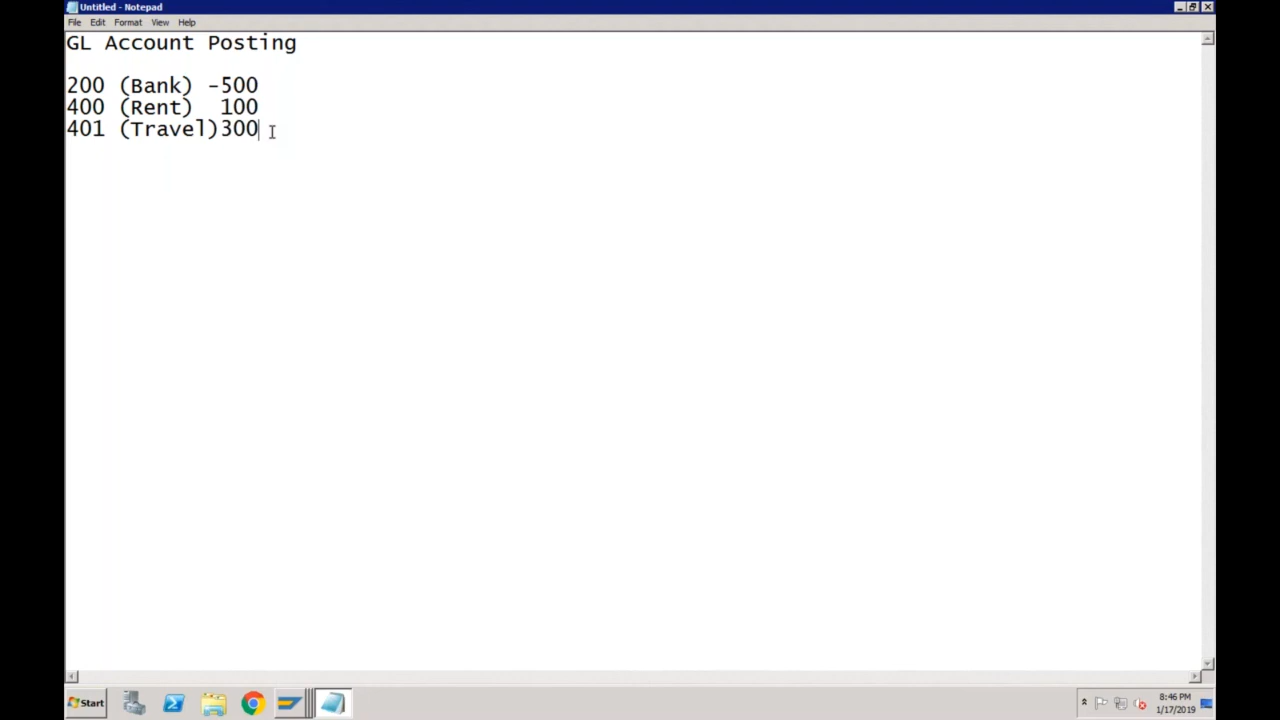 Untitled - Notepad
File Edit Format View Help
GL Account Posting
200 (Bank) -500
400 (Rent)  100
401 (Travel)300
Start
8:46 PM
1/17/2019